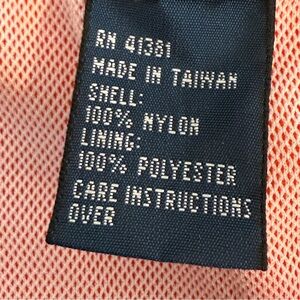 RN 41381
MADE IN TAIWAN
SHELL:
100% NYLON
LINING:
100% POLYESTER
CARE INSTRUCTIONS
OVER